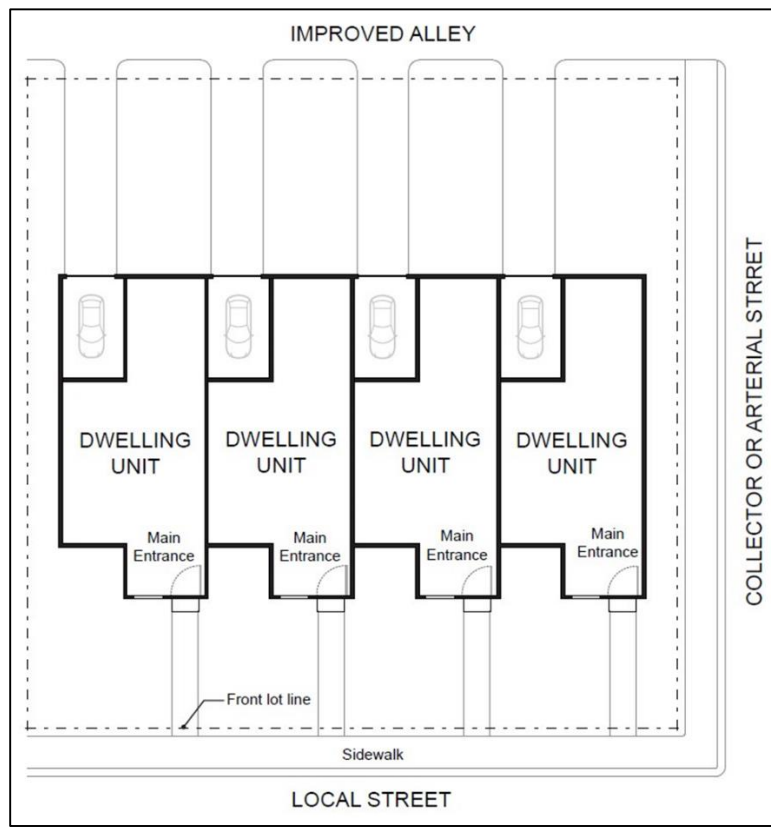 IMPROVED ALLEY
COLLECTOR OR ARTERIAL STRRET
DWELLING
UNIT
DWELLING
UNIT
DWELLING
UNIT
DWELLING
UNIT
Main
Entrance
Main
Entrance
Main
Entrance
Main
Entrance
Front lot line
Sidewalk
LOCAL STREET